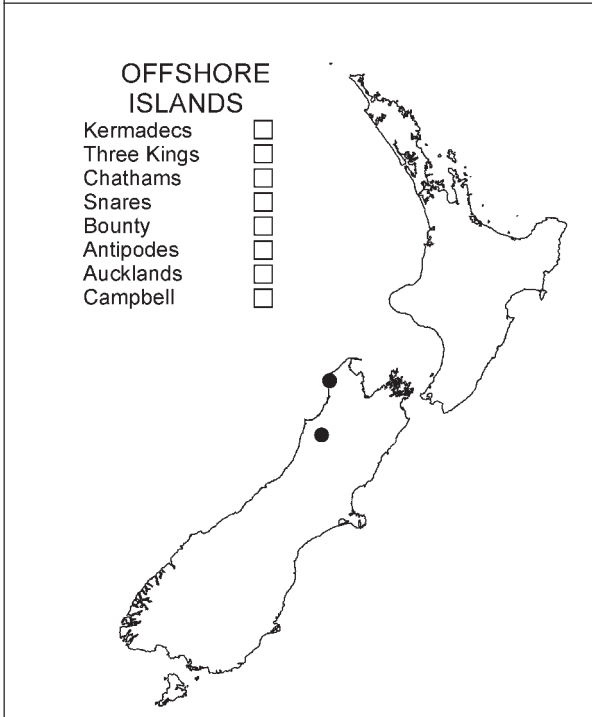 OFFSHORE
ISLANDS
Kermadecs
Three Kings
Chathams
Snares
Bounty
Antipodes
Aucklands
Campbell